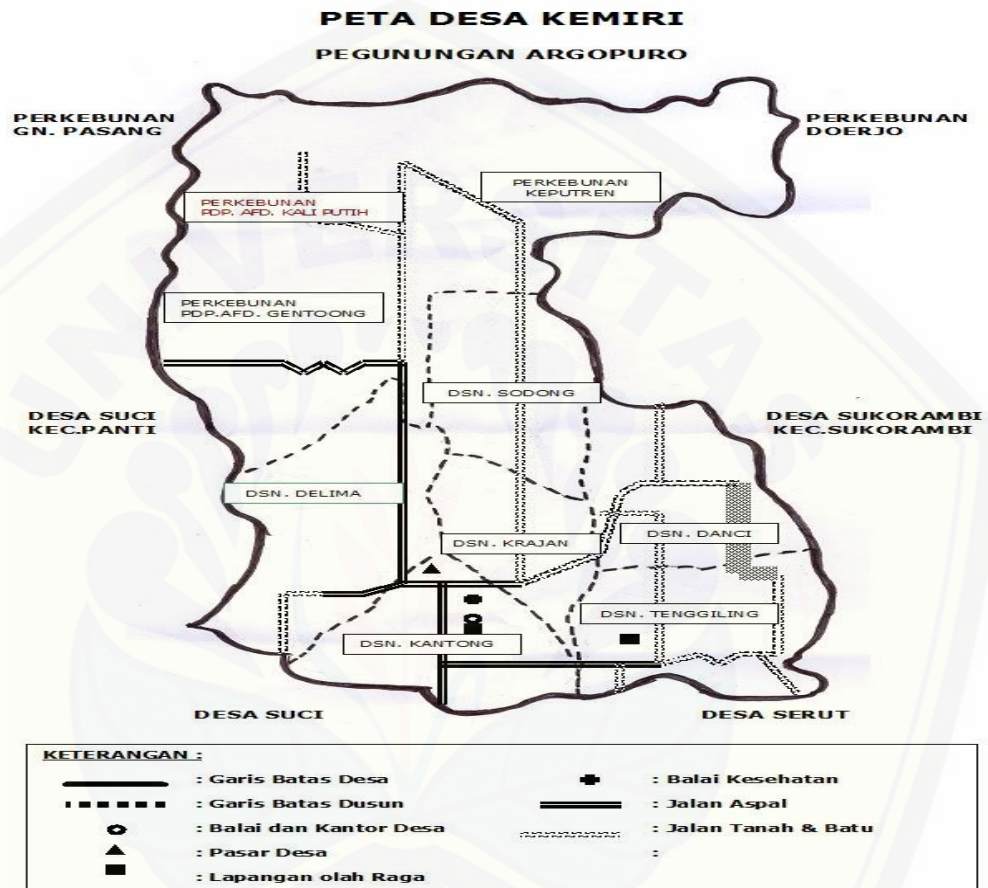 PETA DESA KEMIRI
PEGUNUNGAN ARGOPURO
PERKEBUNAN
GN. PASANG
PERKEBUNAN
DOERJO
PERKEBUNAN
KEPUTREN
PERKEBUNAN
PDP. AFD. KALI PUTIH
PERKEBUNAN
PDP.AFD. GENTOONG
DSN. SODONG
DESA SUCI
KEC.PANTI
DESA SUKORAMBI
KEC.SUKORAMBI
DSN. DELIMA
DSN. KRAJAN
DSN. DANCI
DSN. TENGGILING
DSN. KANTONG
DESA SUCI
DESA SERUT
KETERANGAN :
: Garis Batas Desa
: Garis Batas Dusun
: Balai dan Kantor Desa
: Pasar Desa
: Lapangan olah Raga
: Balai Kesehatan
: Jalan Aspal
: Jalan Tanah & Batu
:
UNIVERSITAS